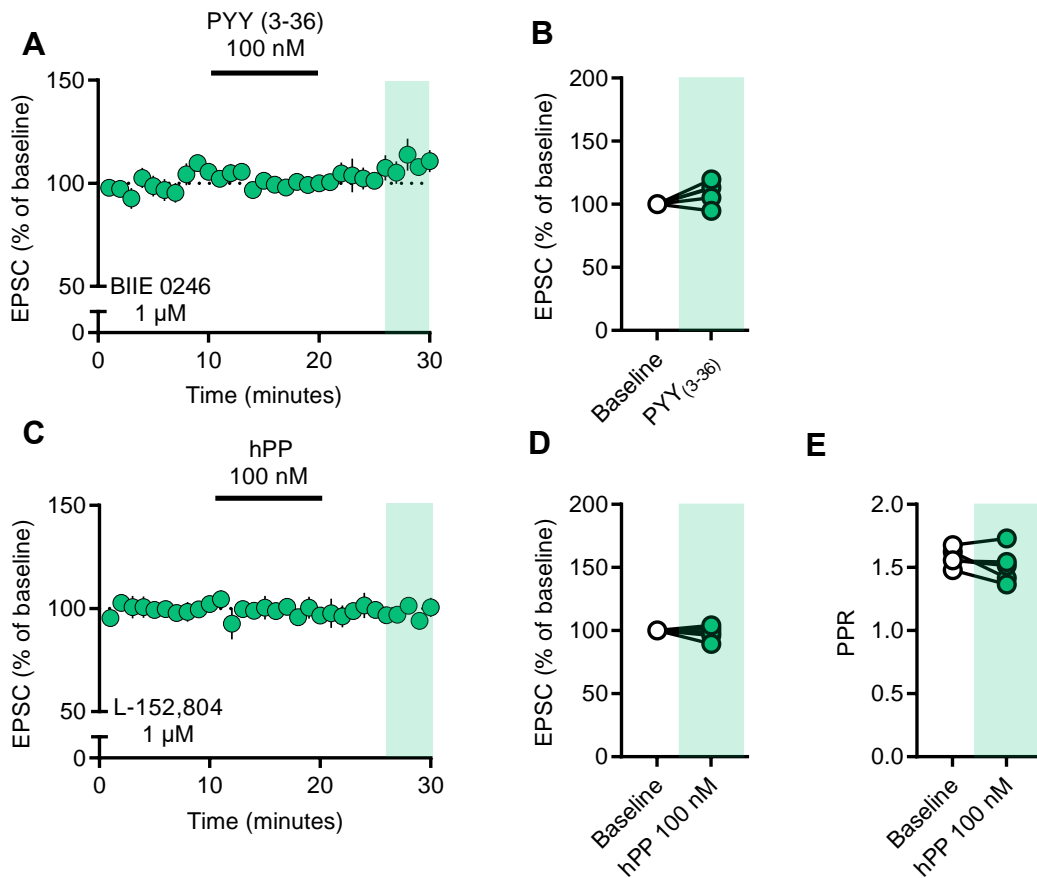 A
PYY (3-36)
100 nM
EPSC (% of baseline)
150
100
50
0
BIIE 0246
1 µM
0
10
20
30
Time (minutes)
B
EPSC (% of baseline)
200
150
100
50
0
Baseline
PYY(3-36)
C
hPP
100 nM
EPSC (% of baseline)
150
100
50
0
L-152,804
1 µM
0
10
20
30
Time (minutes)
D
EPSC (% of baseline)
200
150
100
50
0
Baseline
hPP 100 nM
E
PPR
2.0
1.5
1.0
0.5
0.0
Baseline
hPP 100 nM